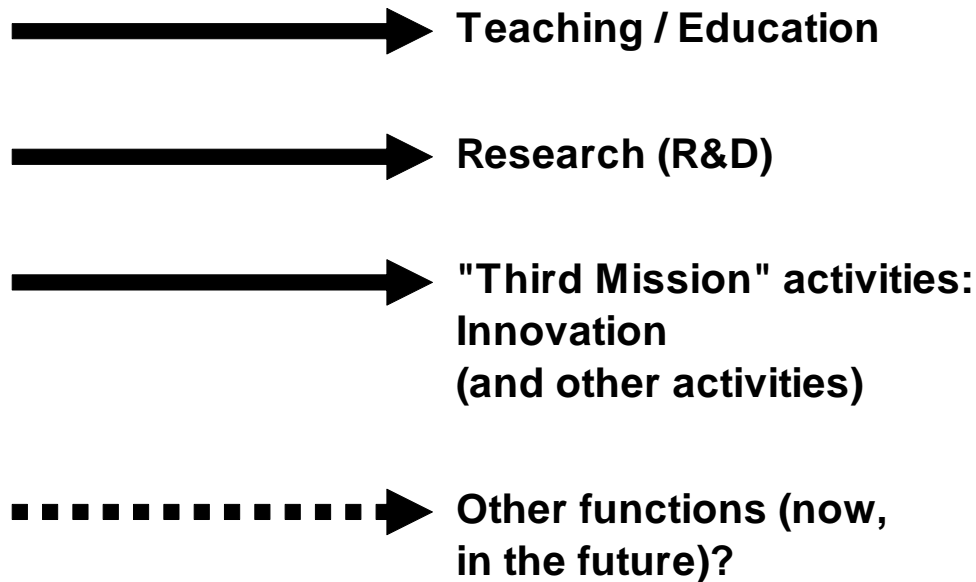 Teaching / Education
Research (R&D)
"Third Mission" activities:
Innovation
(and other activities)
Other functions (now,
in the future)?